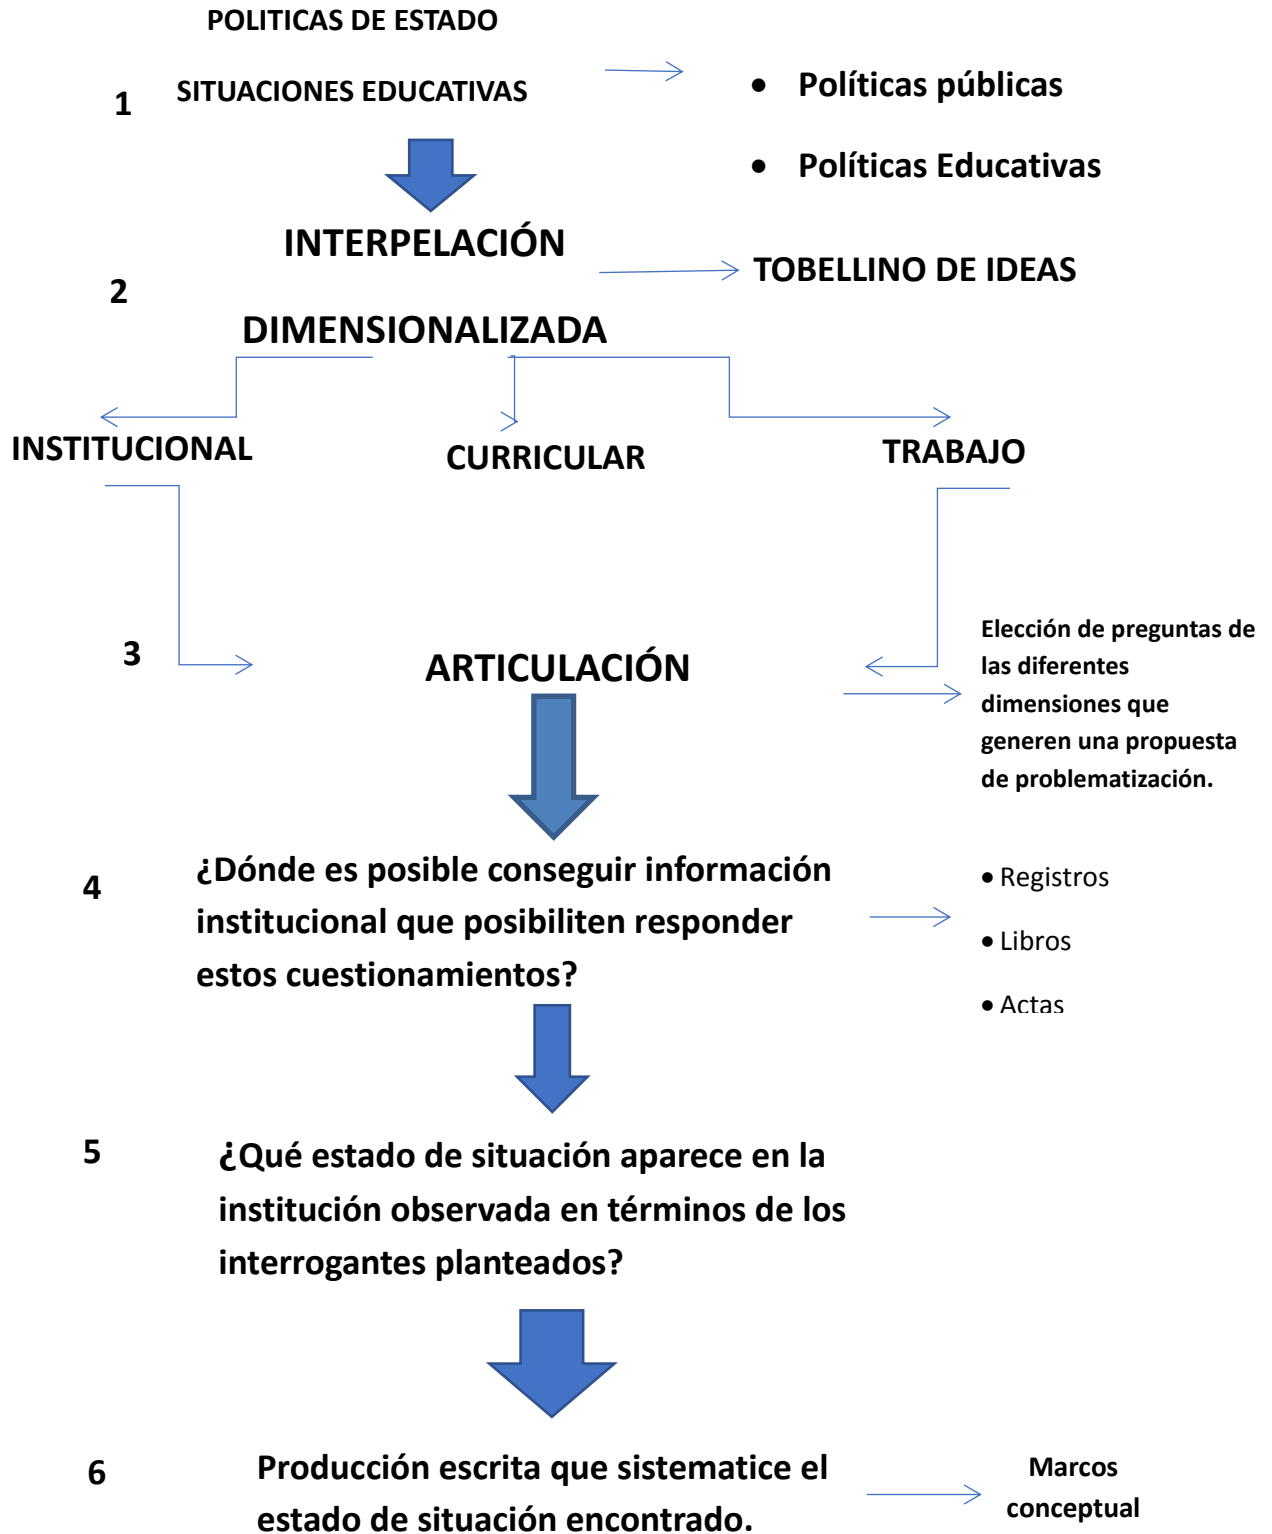 POLITICAS DE ESTADO
1
SITUACIONES EDUCATIVAS
• Políticas públicas
• Políticas Educativas
INTERPELACIÓN
2
TOBELLINO DE IDEAS
DIMENSIONALIZADA
INSTITUCIONAL
CURRICULAR
TRABAJO
3
ARTICULACIÓN
Elección de preguntas de
las diferentes
dimensiones que
generen una propuesta
de problematización.
4
¿Dónde es posible conseguir información
institucional que posibiliten responder
estos cuestionamientos?
• Registros
• Libros
• Actas
5
¿Qué estado de situación aparece en la
institución observada en términos de los
interrogantes planteados?
6
Producción escrita que sistematice el
estado de situación encontrado.
Marcos
conceptual